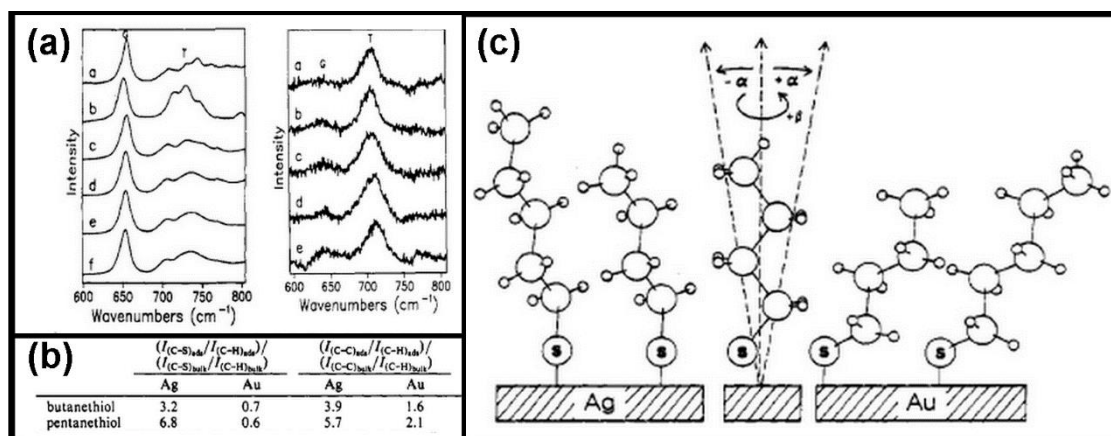 (a)
G
T
a
b
c
d
e
f
Intensity
600 650 700 750 800
Wavenumbers (cm⁻¹)
T
G
a
b
c
d
e
Intensity
600 650 700 750 800
Wavenumbers (cm⁻¹)
(b)
(I(C-S)ads/I(C-H)ads)/ (I(C-C)ads/I(C-H)ads)/
(I(C-S)bulk/I(C-H)bulk) (I(C-C)bulk/I(C-H)bulk)
Ag Au Ag Au
butanethiol 3.2 0.7 3.9 1.6
pentanethiol 6.8 0.6 5.7 2.1
(c)
-α +α
+β
S S S S S
Ag Au